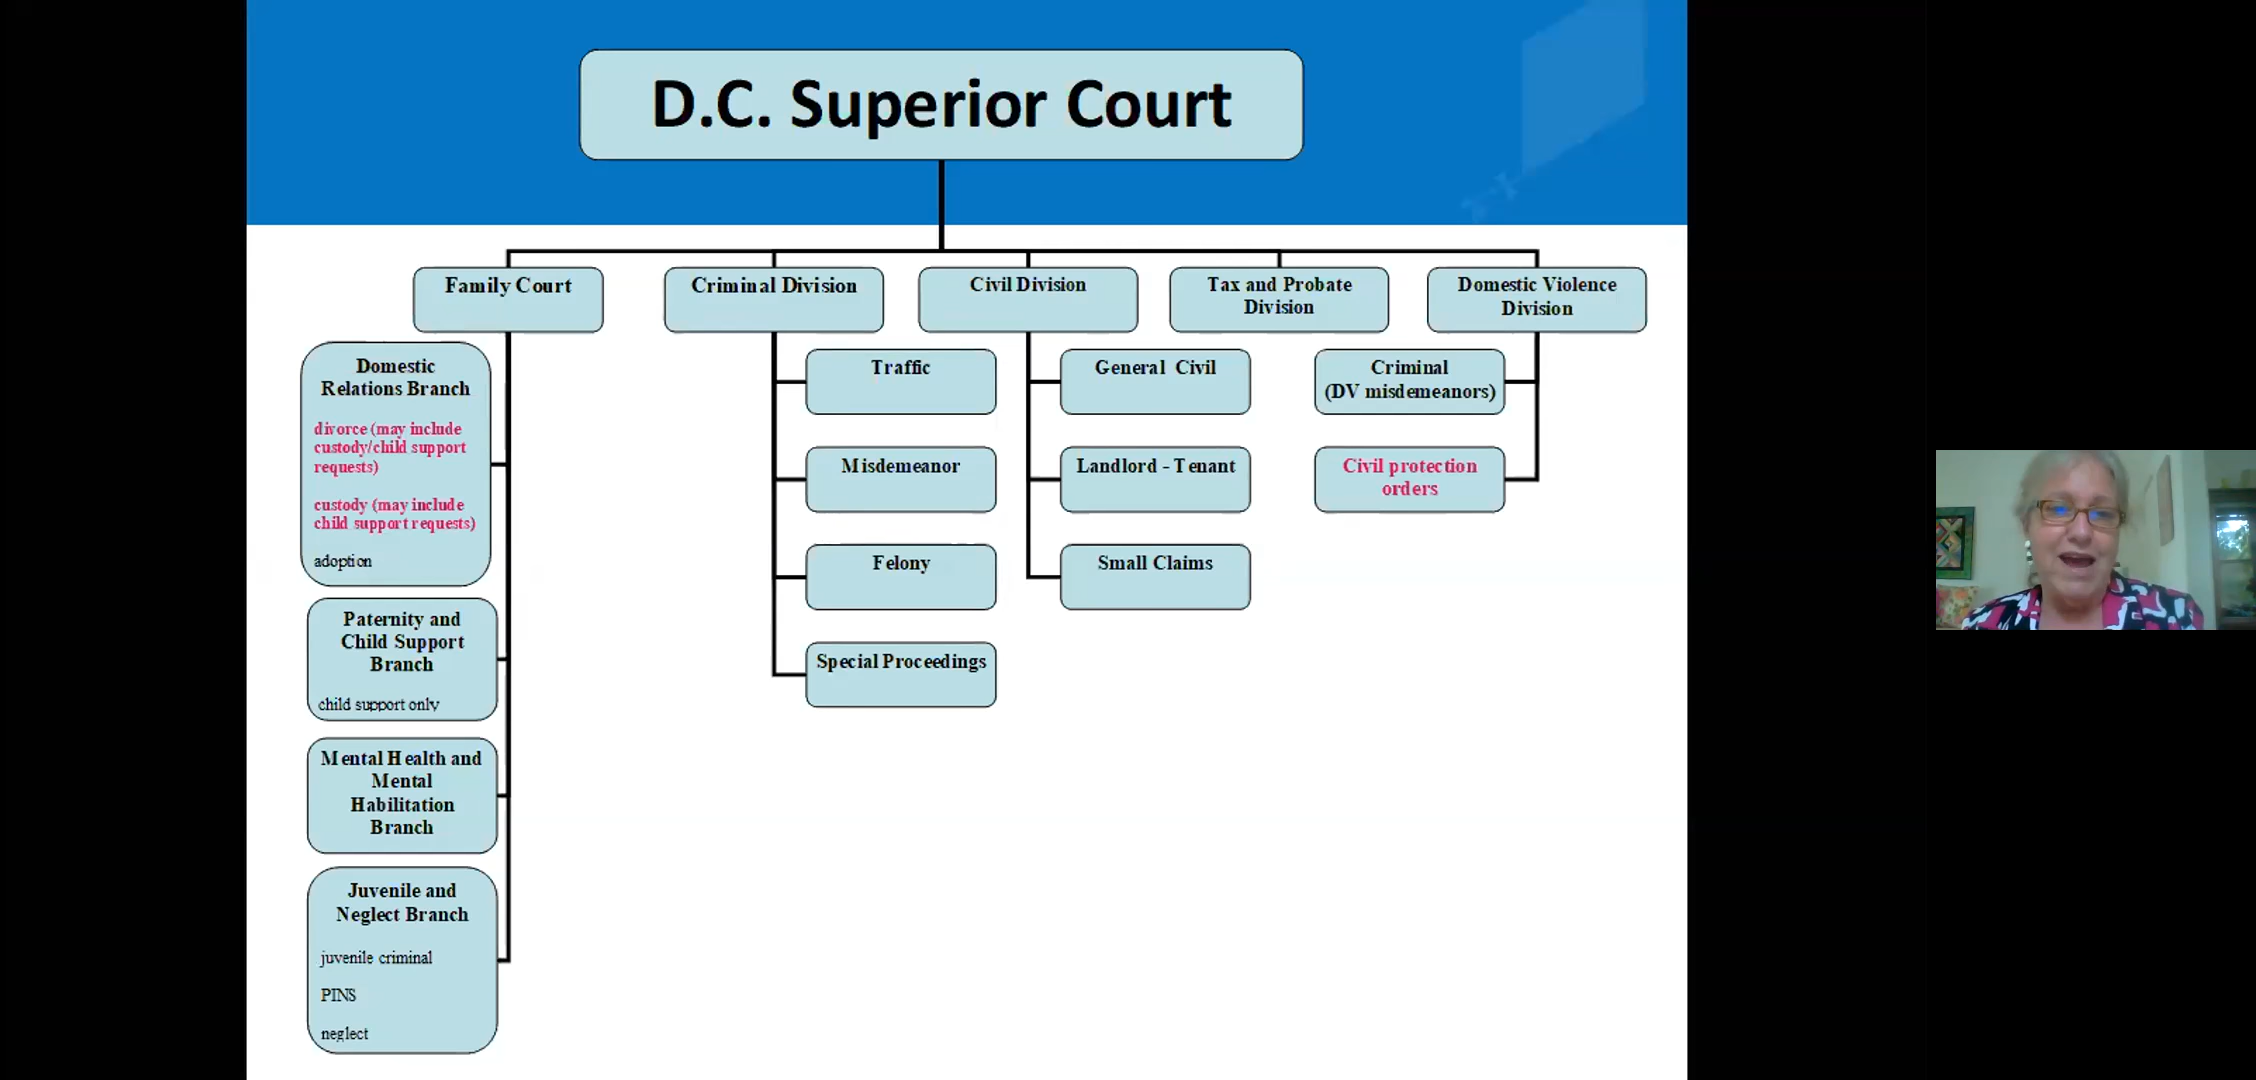 D.C. Superior Court
Family Court
Criminal Division
Civil Division
Tax and Probate
Division
Domestic Violence
Division
Domestic
Relations Branch
divorce (may include
custody/child support
requests)
custody (may include
child support requests)
adoption
Paternity and
Child Support
Branch
child support only
Mental Health and
Mental
Habilitation
Branch
Juvenile and
Neglect Branch
juvenile criminal
PINS
neglect
Traffic
Misdemeanor
Felony
Special Proceedings
General Civil
Landlord - Tenant
Small Claims
Criminal
(DV misdemeanors)
Civil protection
orders